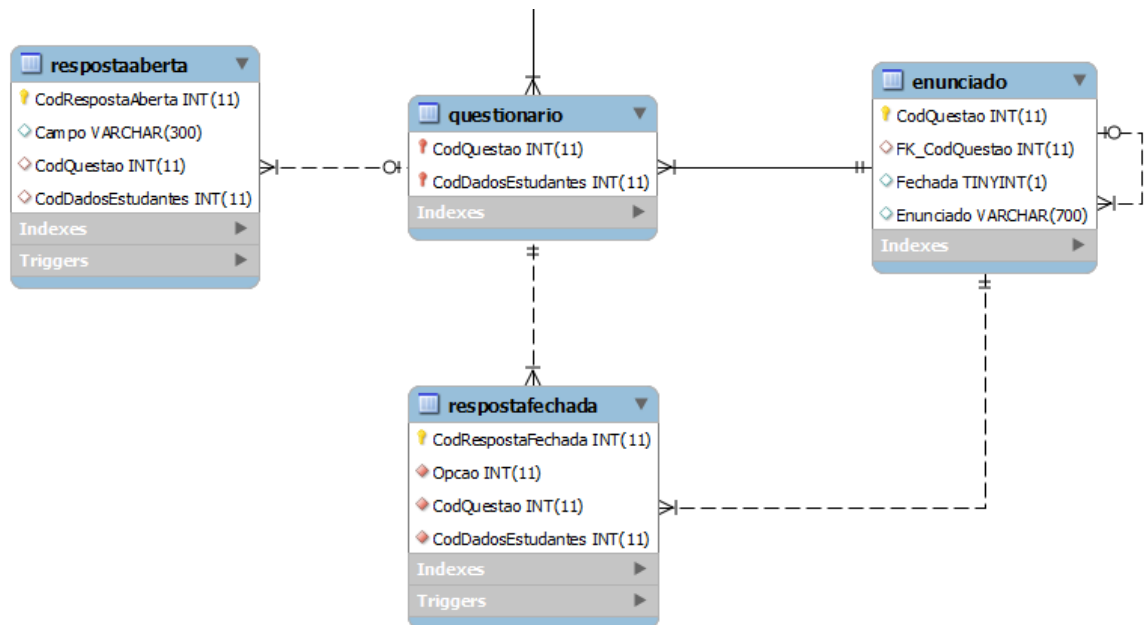 respostaaberta
CodRespostaAberta INT(11)
Campo VARCHAR(300)
CodQuestao INT(11)
CodDadosEstudantes INT(11)
Indexes
Triggers
questionario
CodQuestao INT(11)
CodDadosEstudantes INT(11)
Indexes
enunciado
CodQuestao INT(11)
FK_CodQuestao INT(11)
Fechada TINYINT(1)
Enunciado VARCHAR(700)
Indexes
respostafechada
CodRespostaFechada INT(11)
Opcao INT(11)
CodQuestao INT(11)
CodDadosEstudantes INT(11)
Indexes
Triggers